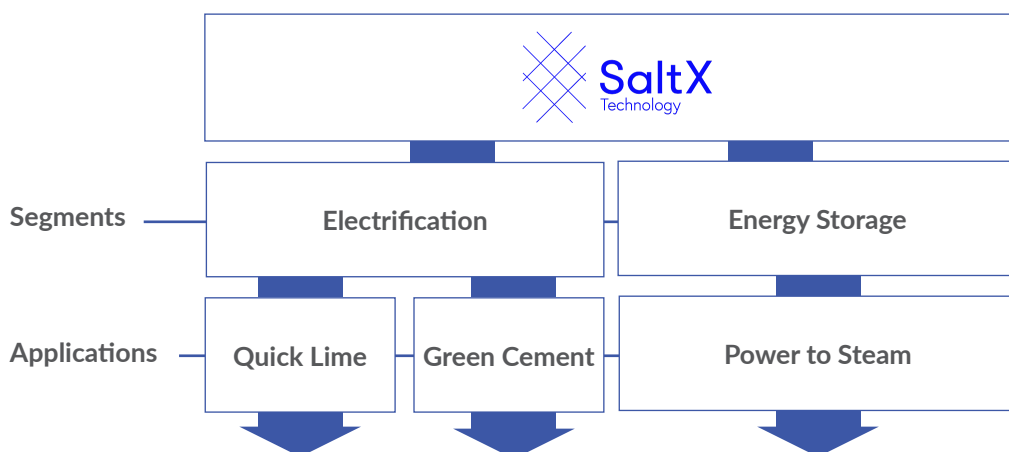 SaltX
Technology
Segments
Electrification
Energy Storage
Applications
Quick Lime
Green Cement
Power to Steam